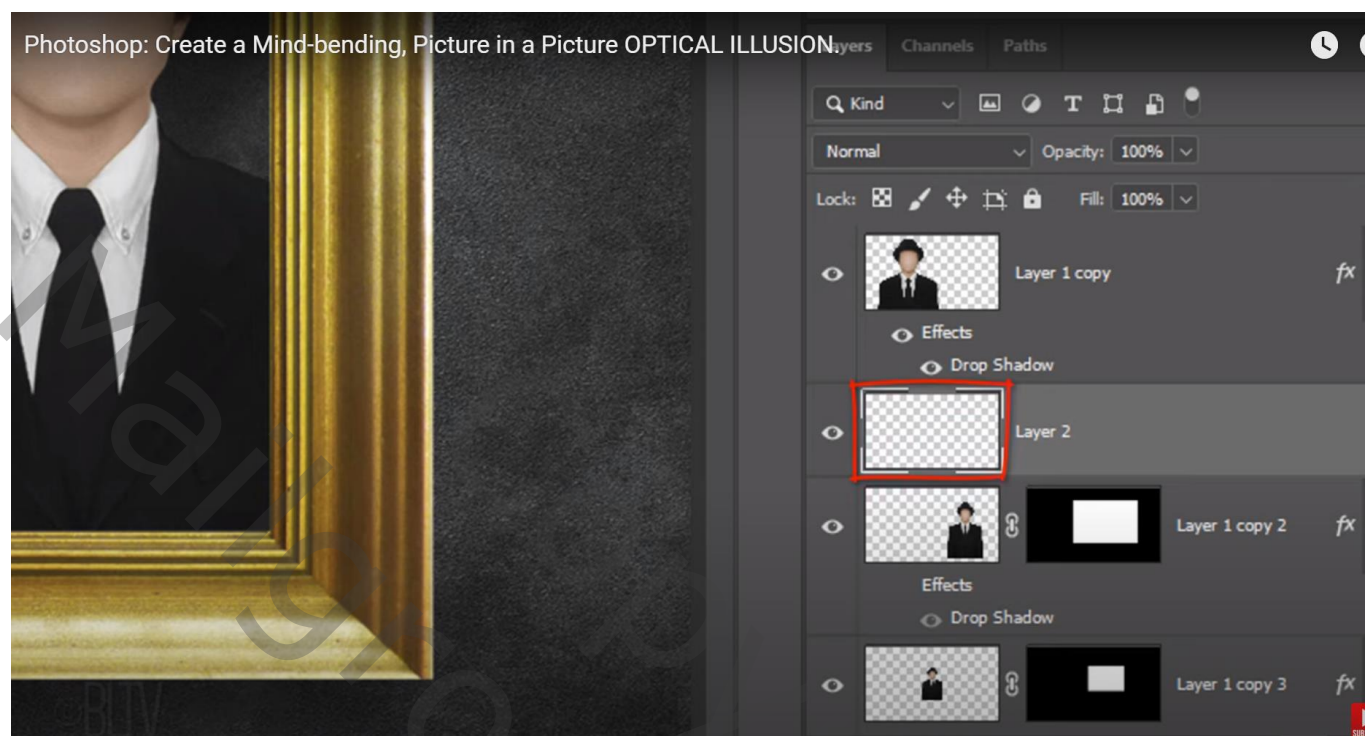 Photoshop: Create a Mind-bending, Picture in a Picture OPTICAL ILLUSION.
Layers Channels Paths
Kind
Normal Opacity: 100%
Lock: Fill: 100%
Layer 1 copy fx
Effects
Drop Shadow
Layer 2
Layer 1 copy 2 fx
Effects
Drop Shadow
Layer 1 copy 3 fx